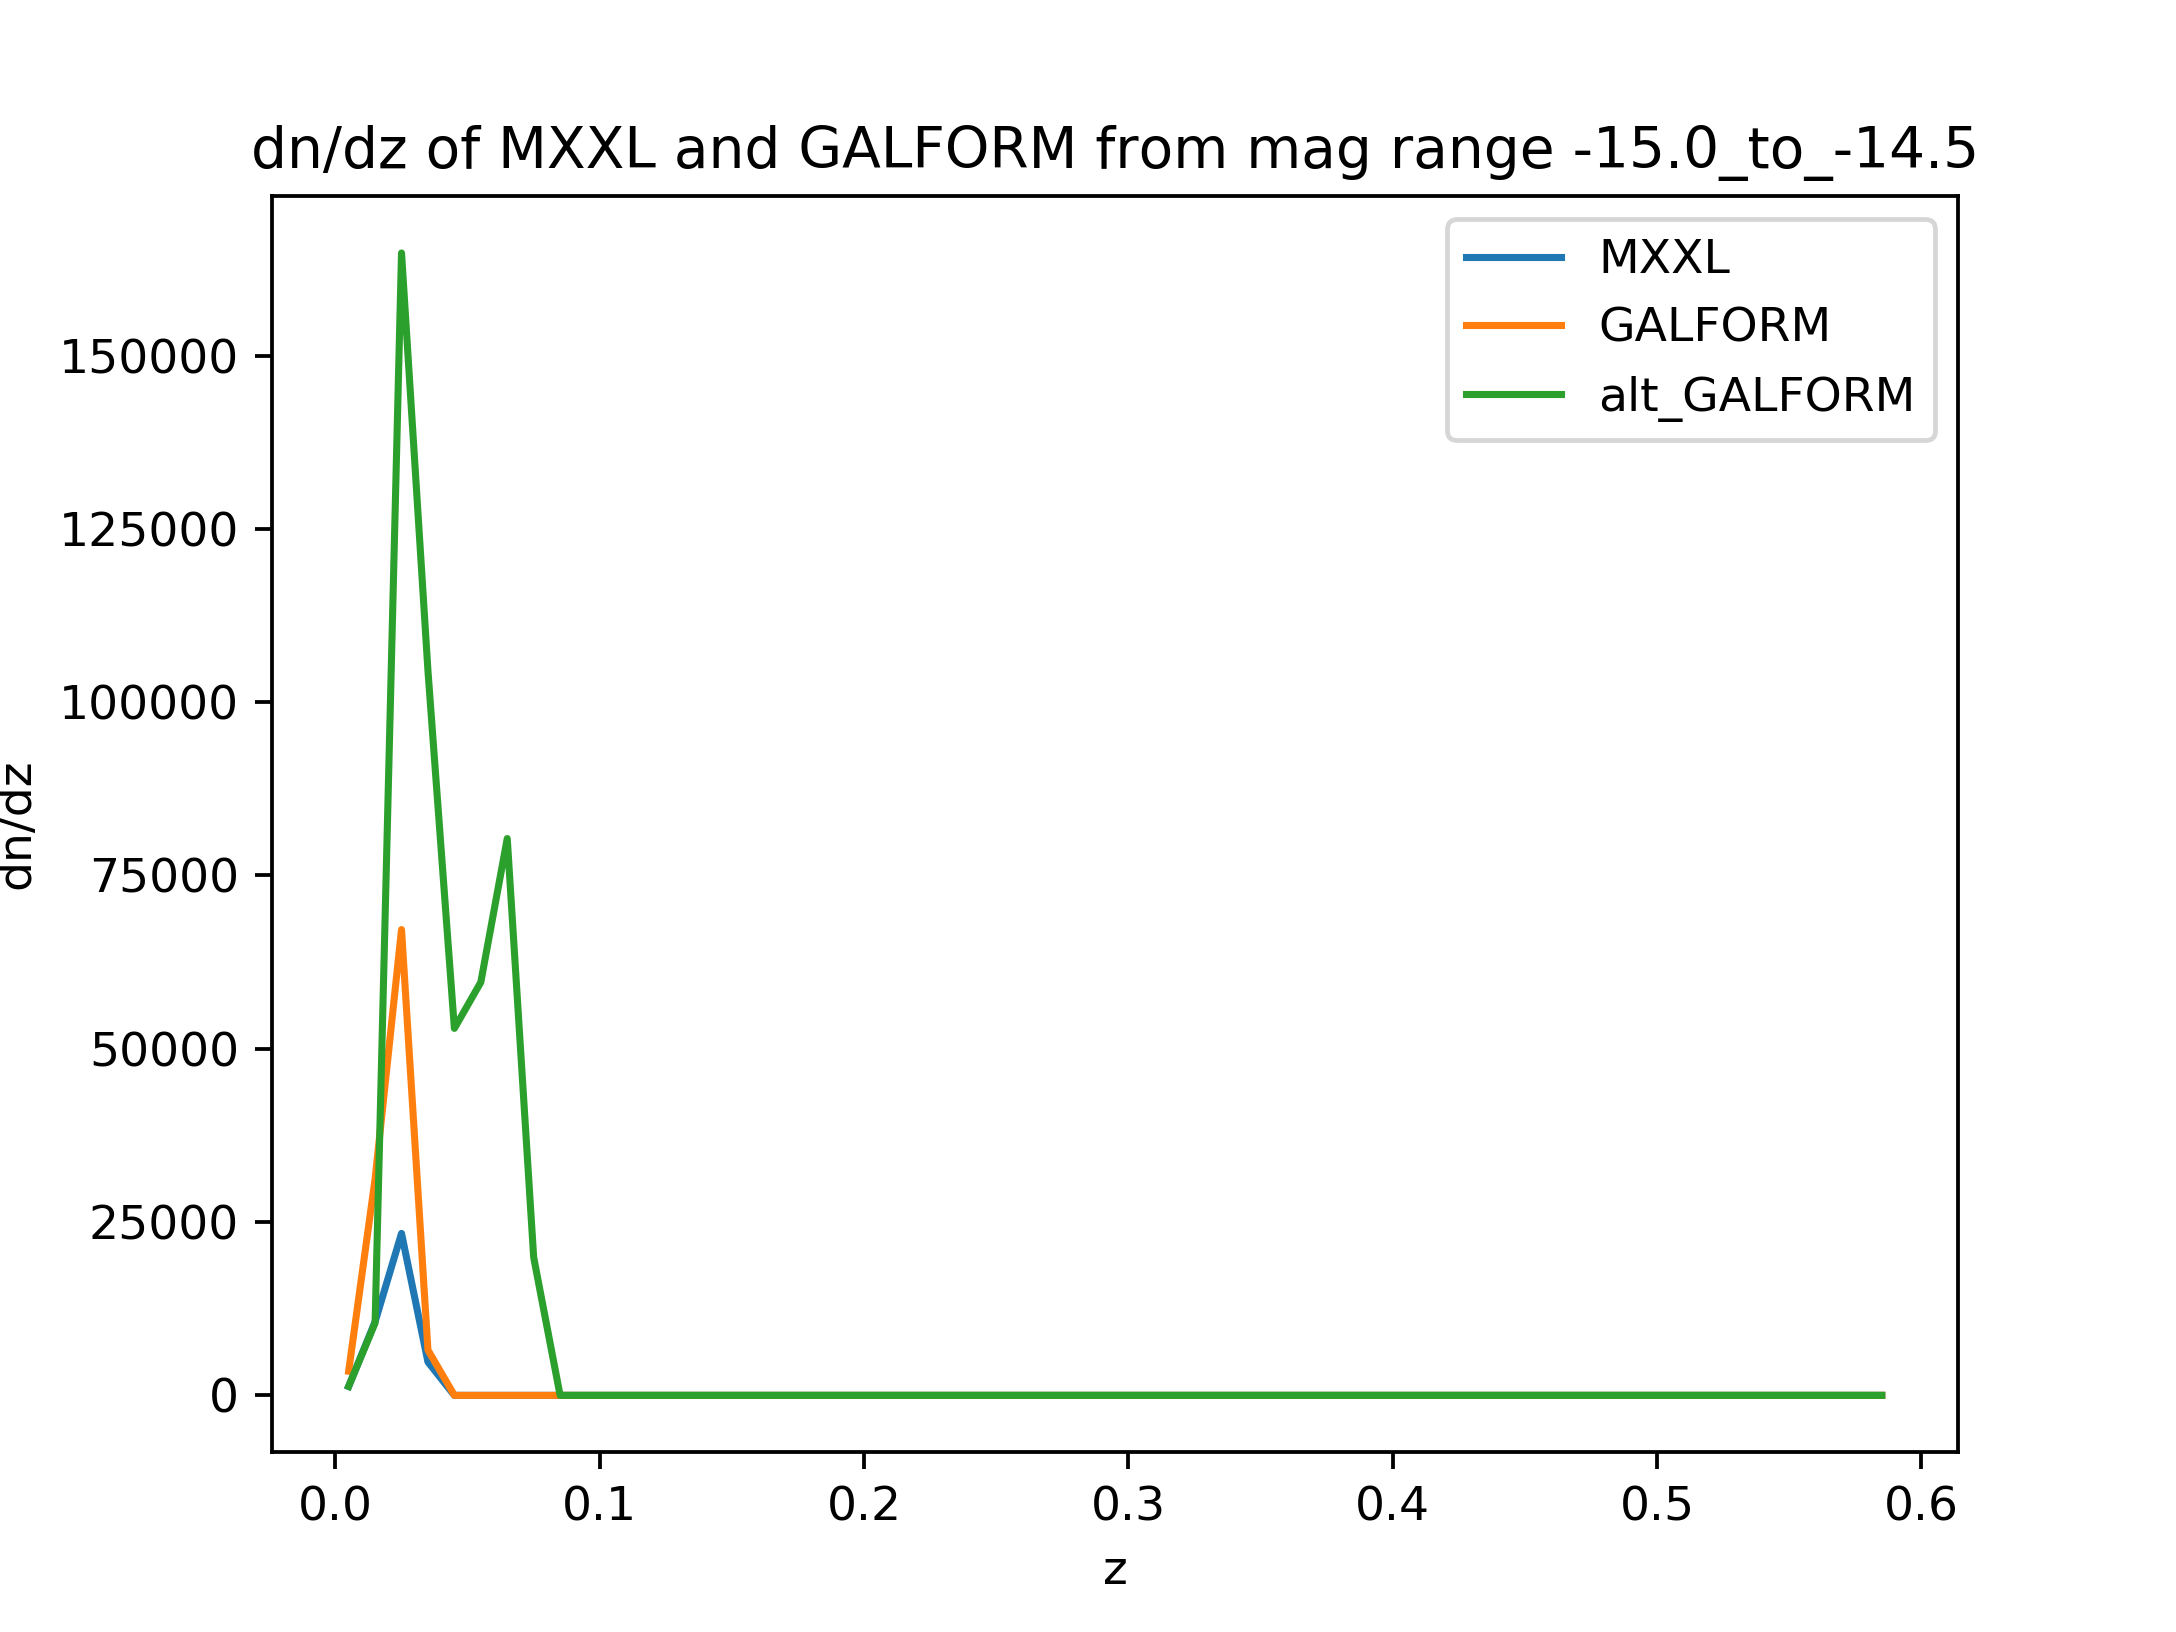 dn/dz of MXXL and GALFORM from mag range -15.0_to_-14.5
MXXL
GALFORM
alt_GALFORM
150000
125000
100000
75000
50000
25000
0
dn/dz
0.0 0.1 0.2 0.3 0.4 0.5 0.6
z